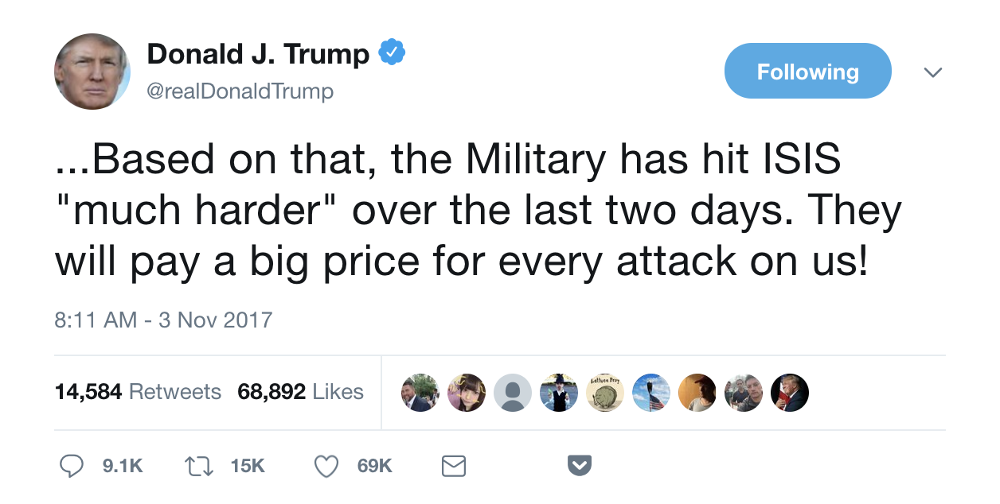 Donald J. Trump
@realDonaldTrump
Following
...Based on that, the Military has hit ISIS
"much harder" over the last two days. They
will pay a big price for every attack on us!
8:11 AM - 3 Nov 2017
14,584 Retweets 68,892 Likes
Lettuce Pray
9.1K 15K 69K